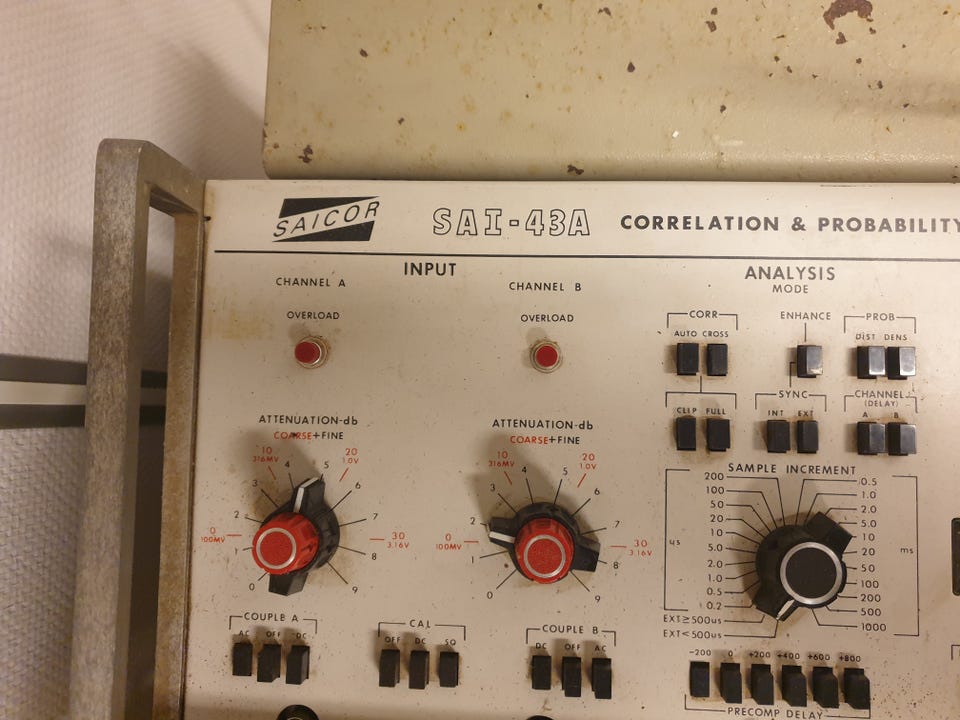 SAICOR
SAI-43A CORRELATION & PROBABILITY
INPUT
CHANNEL A
OVERLOAD
CHANNEL B
OVERLOAD
ATTENUATION-db
COARSE+FINE
0
100MV
10
316MV
20
1.0V
30
3.16V
0
1
2
3
4
5
6
7
8
9
ATTENUATION-db
COARSE+FINE
0
100MV
10
316MV
20
1.0V
30
3.16V
0
1
2
3
4
5
6
7
8
9
COUPLE A
AC OFF DC
CAL
OFF DC SQ
COUPLE B
DC OFF AC
ANALYSIS
MODE
CORR
AUTO CROSS
ENHANCE
PROB
DIST DENS
CLIP FULL
SYNC
INT EXT
CHANNEL
(DELAY)
A B
SAMPLE INCREMENT
us
200
100
50
20
10
5.0
2.0
1.0
0.5
0.2
EXT≥500us
EXT<500us
0.5
1.0
2.0
5.0
10
20
50
100
200
500
1000
ms
-200 0 +200 +400 +600 +800
PRECOMP DELAY